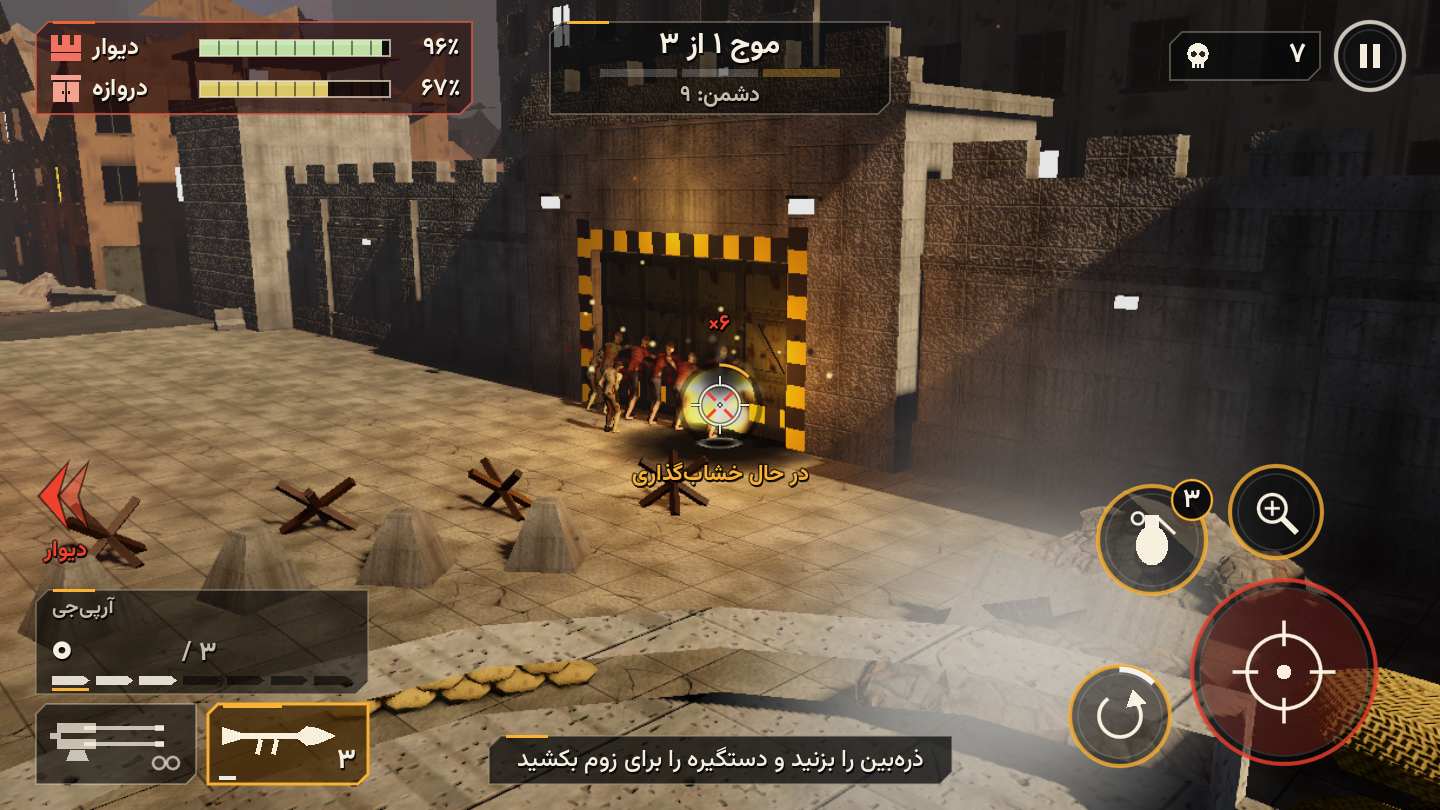 دیوار ۹۶٪
دروازه ۶۷٪
موج ۱ از ۳
دشمن: ۹
۷
×۶
در حال خشاب‌گذاری
دیوار
۳
آرپی‌جی
۰ / ۳
∞
۳
ذره‌بین را بزنید و دستگیره را برای زوم بکشید